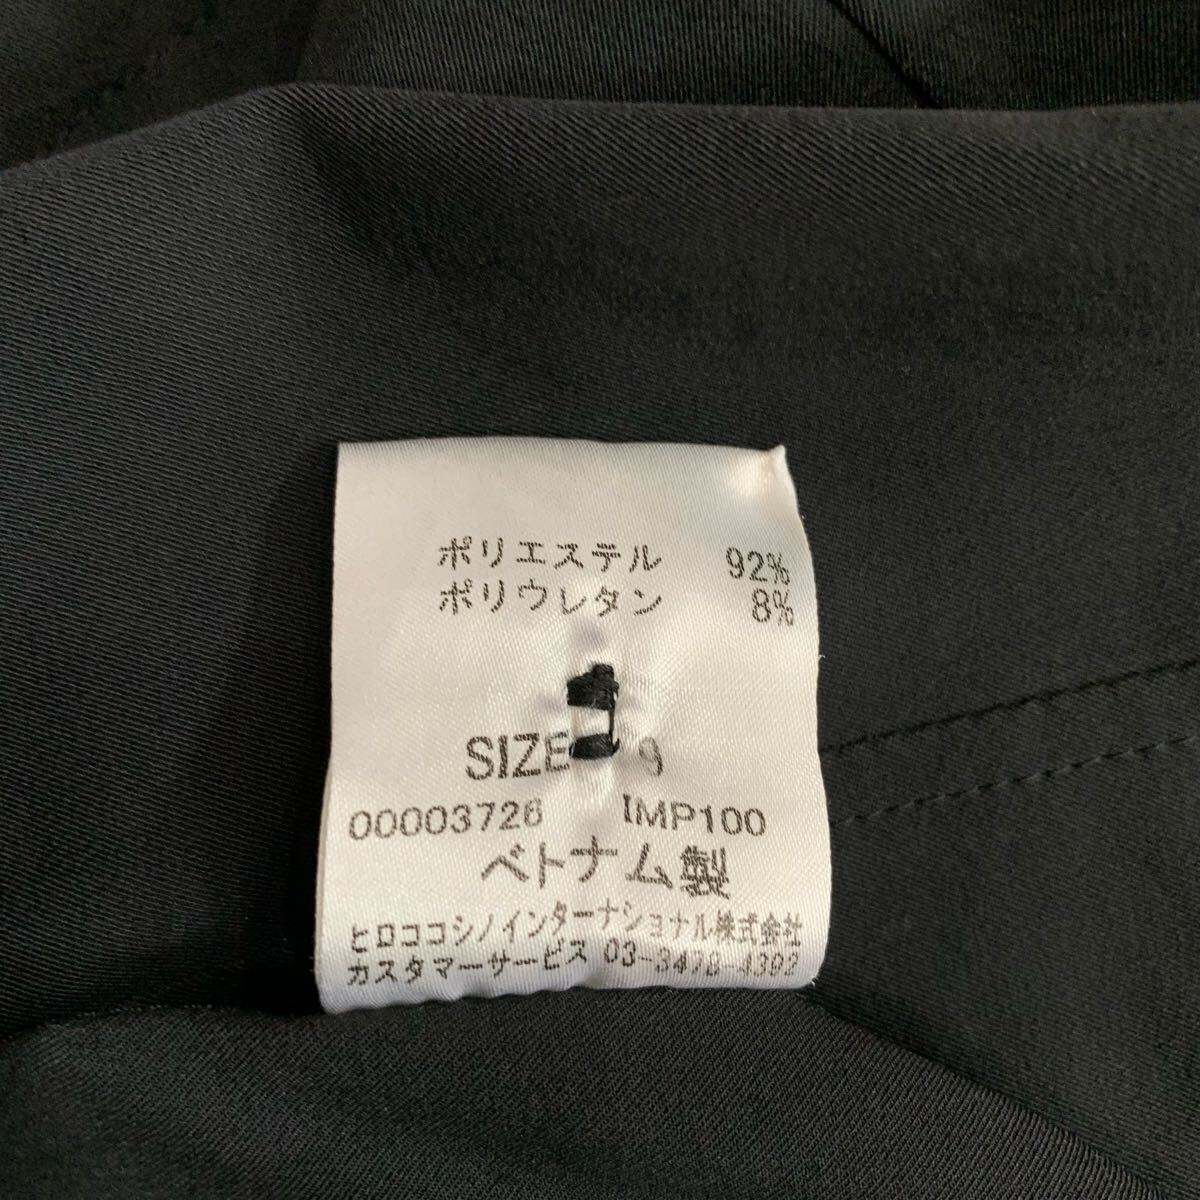 ポリエステル 92%
ポリウレタン 8%
SIZE 9
00003726 IMP100
ベトナム製
ヒロココシノインターナショナル株式会社
カスタマーサービス 03-3478-4392